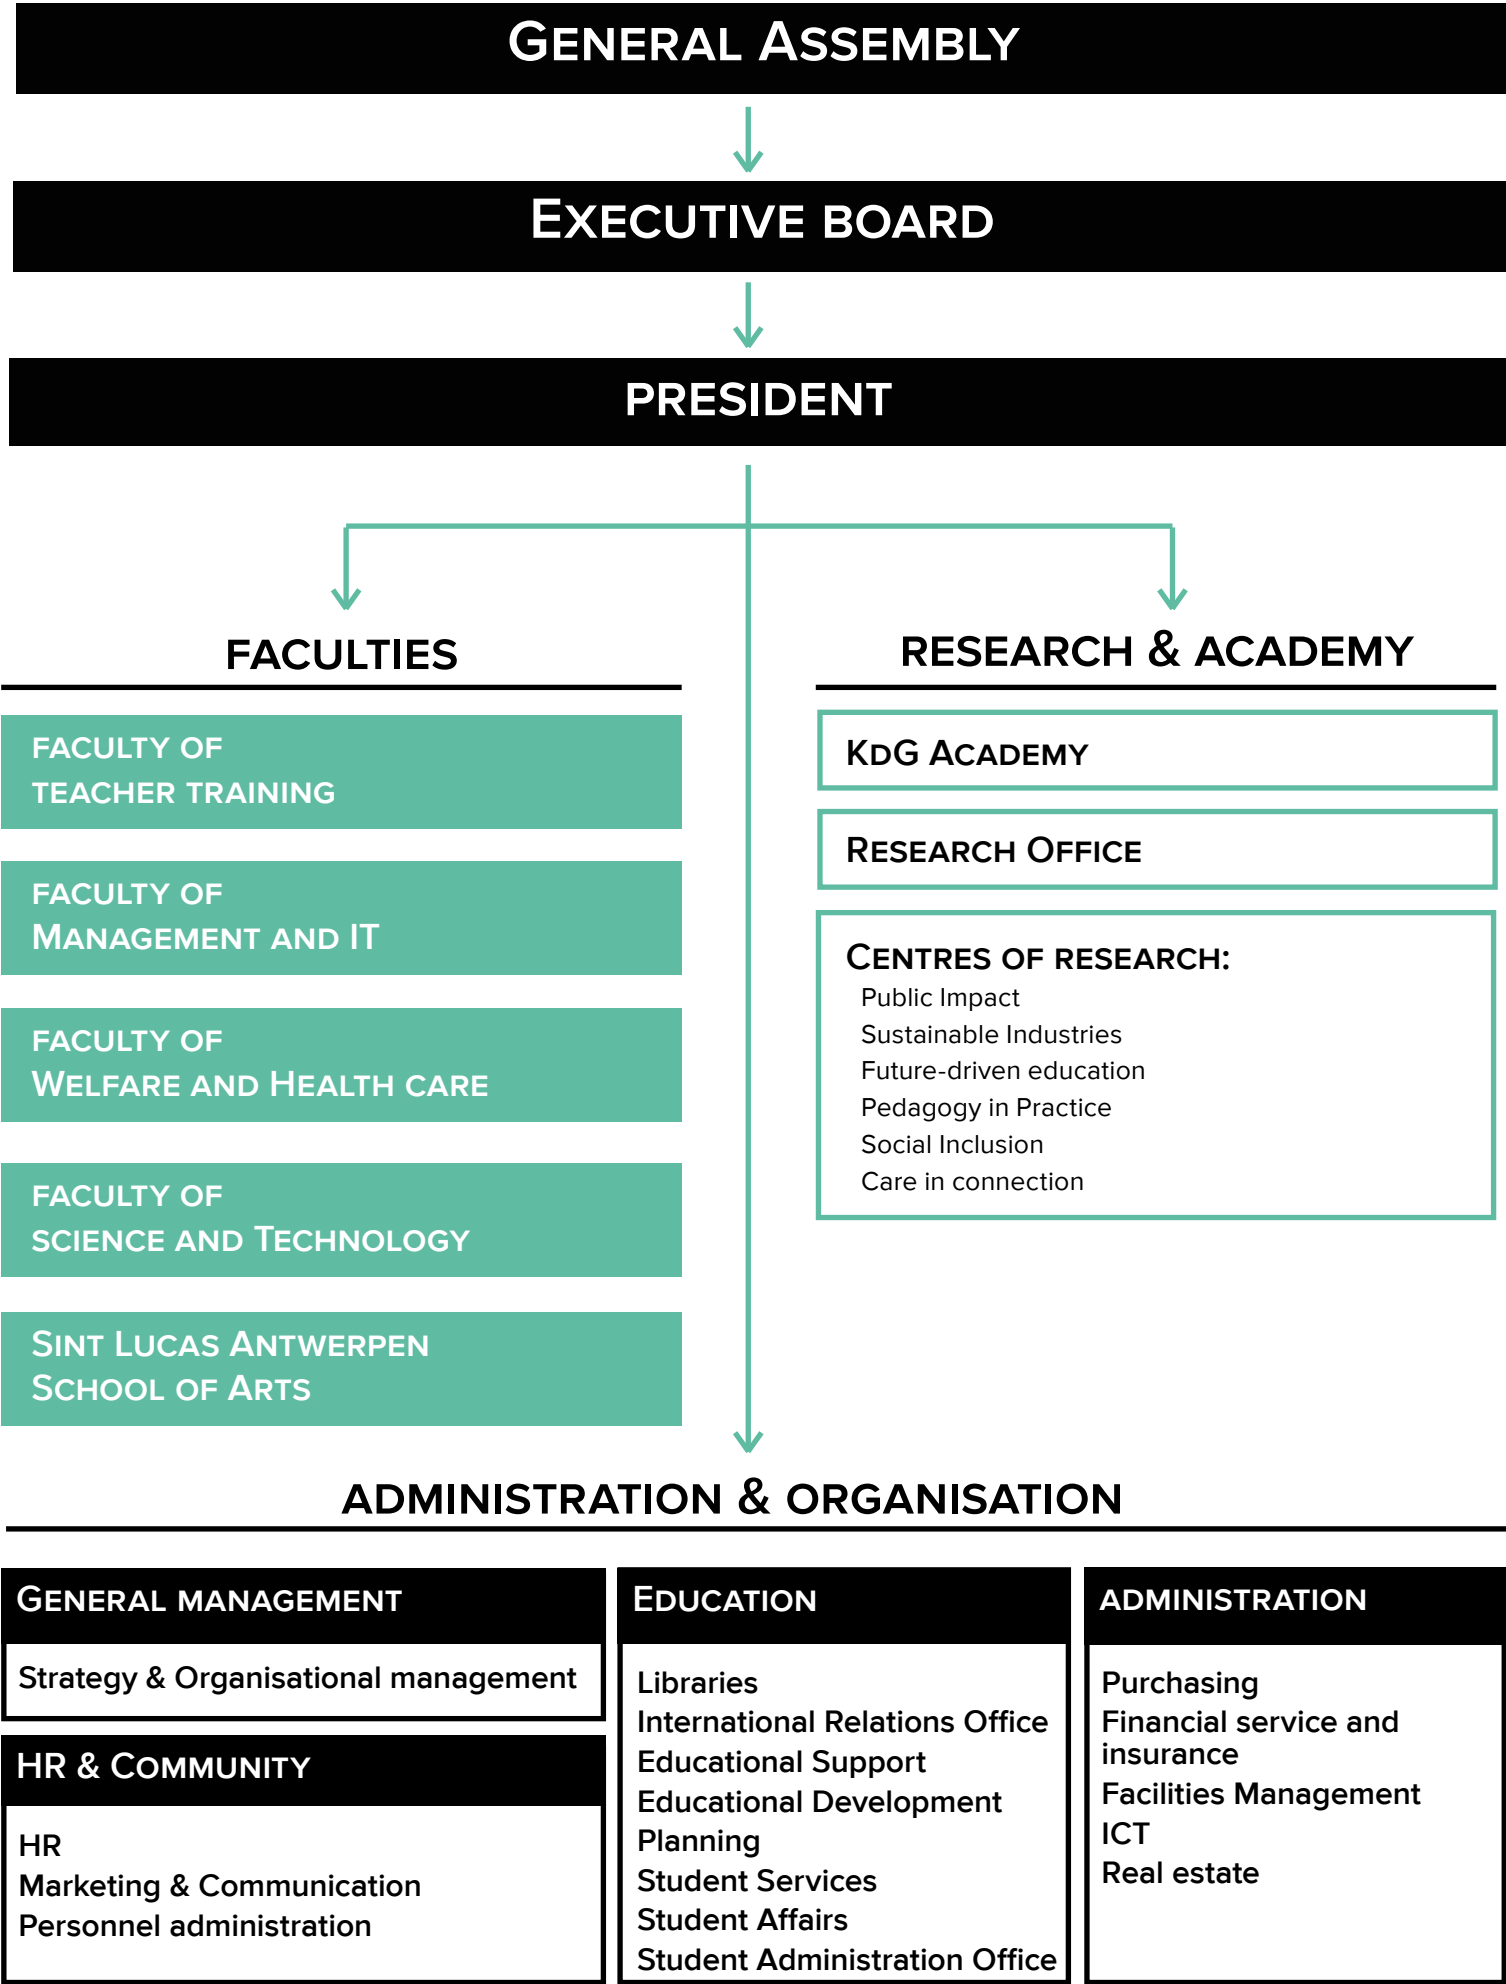 GENERAL ASSEMBLY
EXECUTIVE BOARD
PRESIDENT
FACULTIES
FACULTY OF
TEACHER TRAINING
FACULTY OF
MANAGEMENT AND IT
FACULTY OF
WELFARE AND HEALTH CARE
FACULTY OF
SCIENCE AND TECHNOLOGY
SINT LUCAS ANTWERPEN
SCHOOL OF ARTS
RESEARCH & ACADEMY
KDG ACADEMY
RESEARCH OFFICE
CENTRES OF RESEARCH:
Public Impact
Sustainable Industries
Future-driven education
Pedagogy in Practice
Social Inclusion
Care in connection
ADMINISTRATION & ORGANISATION
GENERAL MANAGEMENT
Strategy & Organisational management
HR & COMMUNITY
HR
Marketing & Communication
Personnel administration
EDUCATION
Libraries
International Relations Office
Educational Support
Educational Development
Planning
Student Services
Student Affairs
Student Administration Office
ADMINISTRATION
Purchasing
Financial service and
insurance
Facilities Management
ICT
Real estate